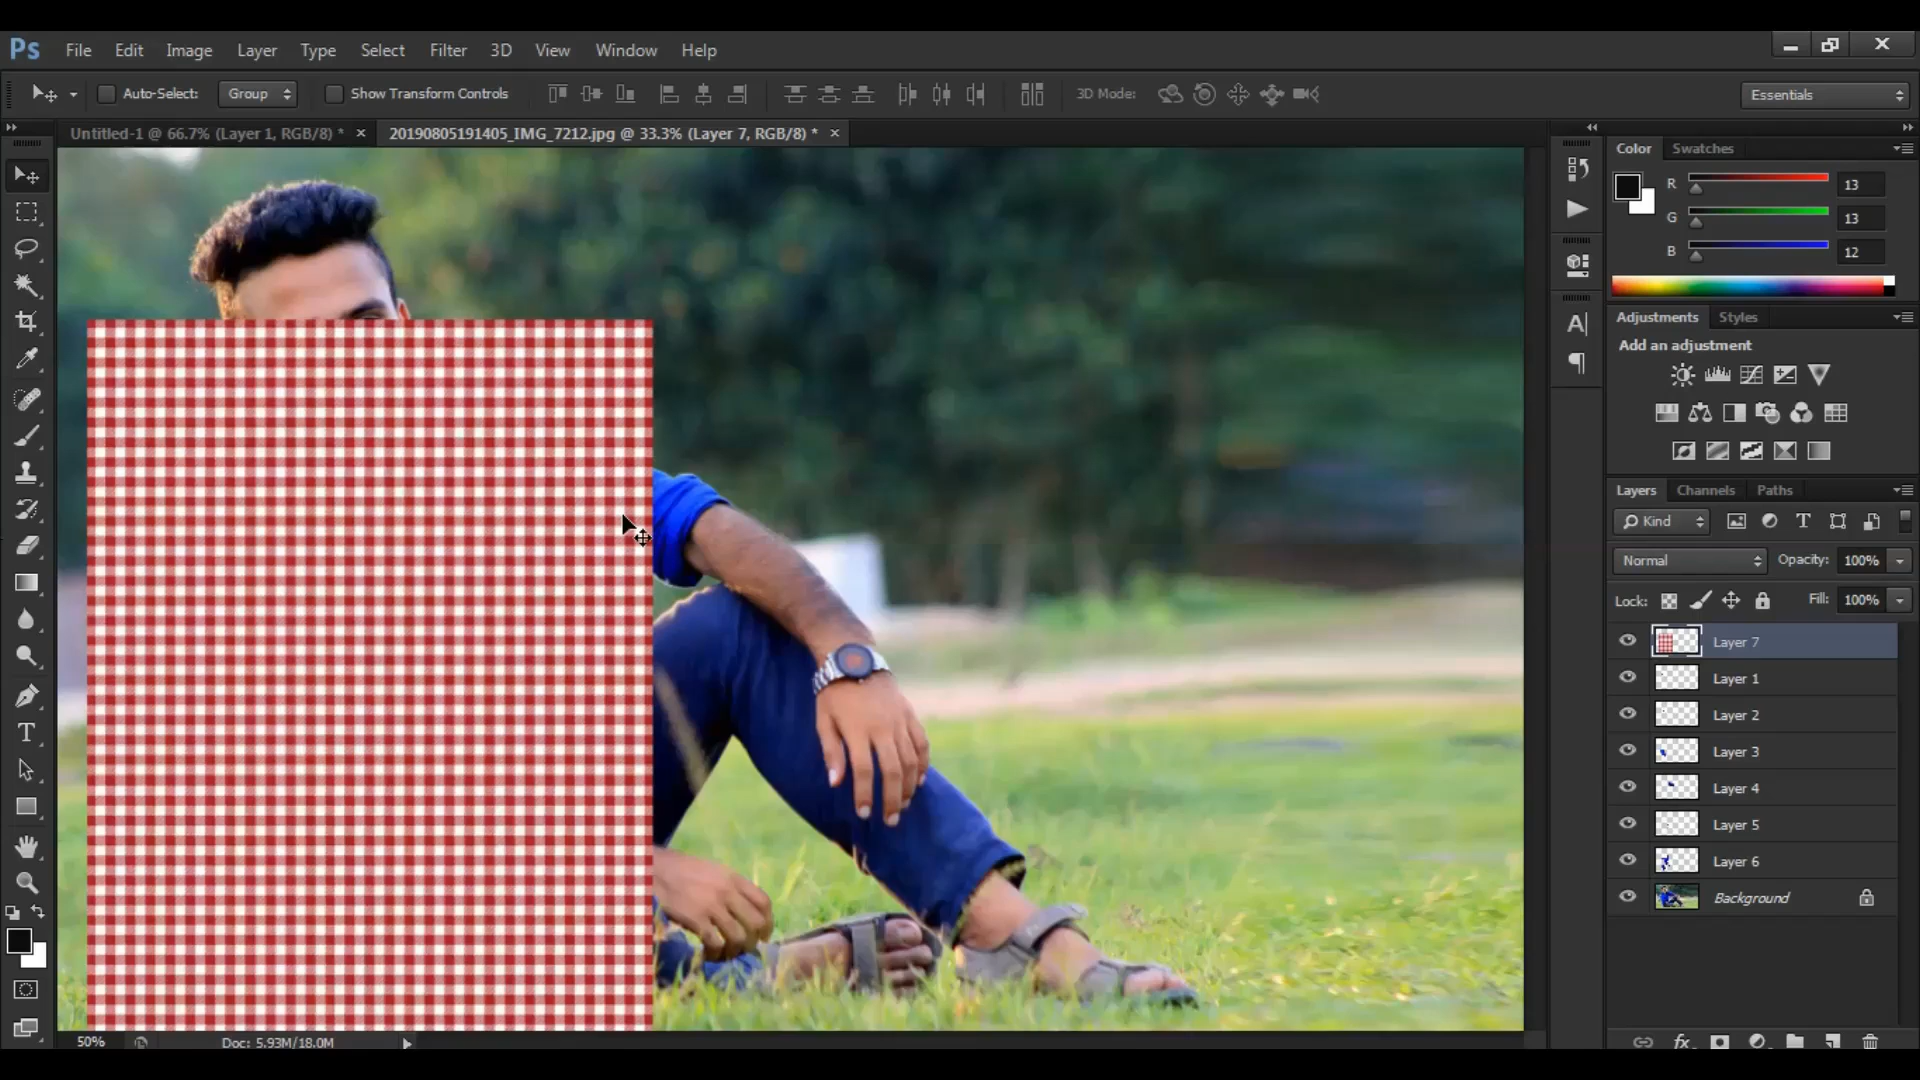 Ps File Edit Image Layer Type Select Filter 3D View Window Help
Auto-Select: Group Show Transform Controls 3D Mode: Essentials
Untitled-1 @ 66.7% (Layer 1, RGB/8) * × 20190805191405_IMG_7212.jpg @ 33.3% (Layer 7, RGB/8) * ×
Color Swatches
R 13
G 13
B 12
Adjustments Styles
Add an adjustment
Layers Channels Paths
Kind
Normal Opacity: 100%
Lock: Fill: 100%
Layer 7
Layer 1
Layer 2
Layer 3
Layer 4
Layer 5
Layer 6
Background
50% Doc: 5.93M/18.0M
fx